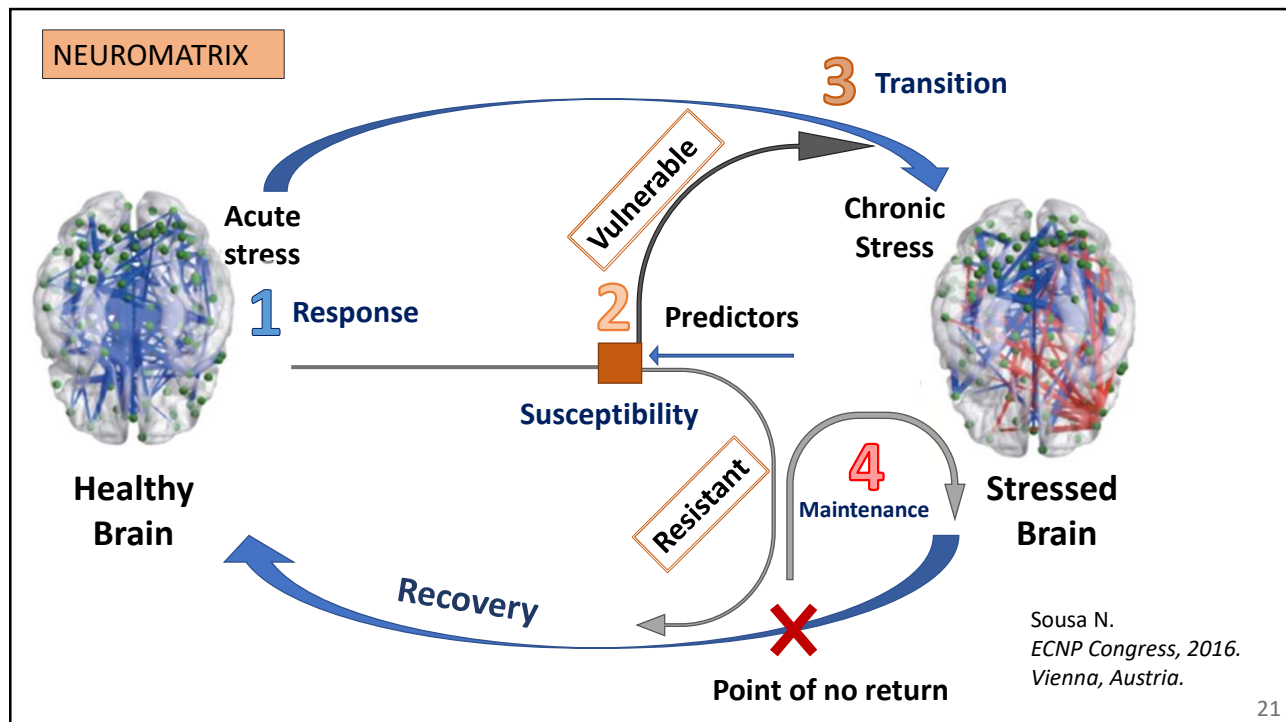 NEUROMATRIX
3 Transition
Vulnerable
Acute
stress
Chronic
Stress
1 Response
2
Predictors
Susceptibility
Resistant
4
Maintenance
Healthy
Brain
Stressed
Brain
Recovery
Point of no return
Sousa N.
ECNP Congress, 2016.
Vienna, Austria.
21